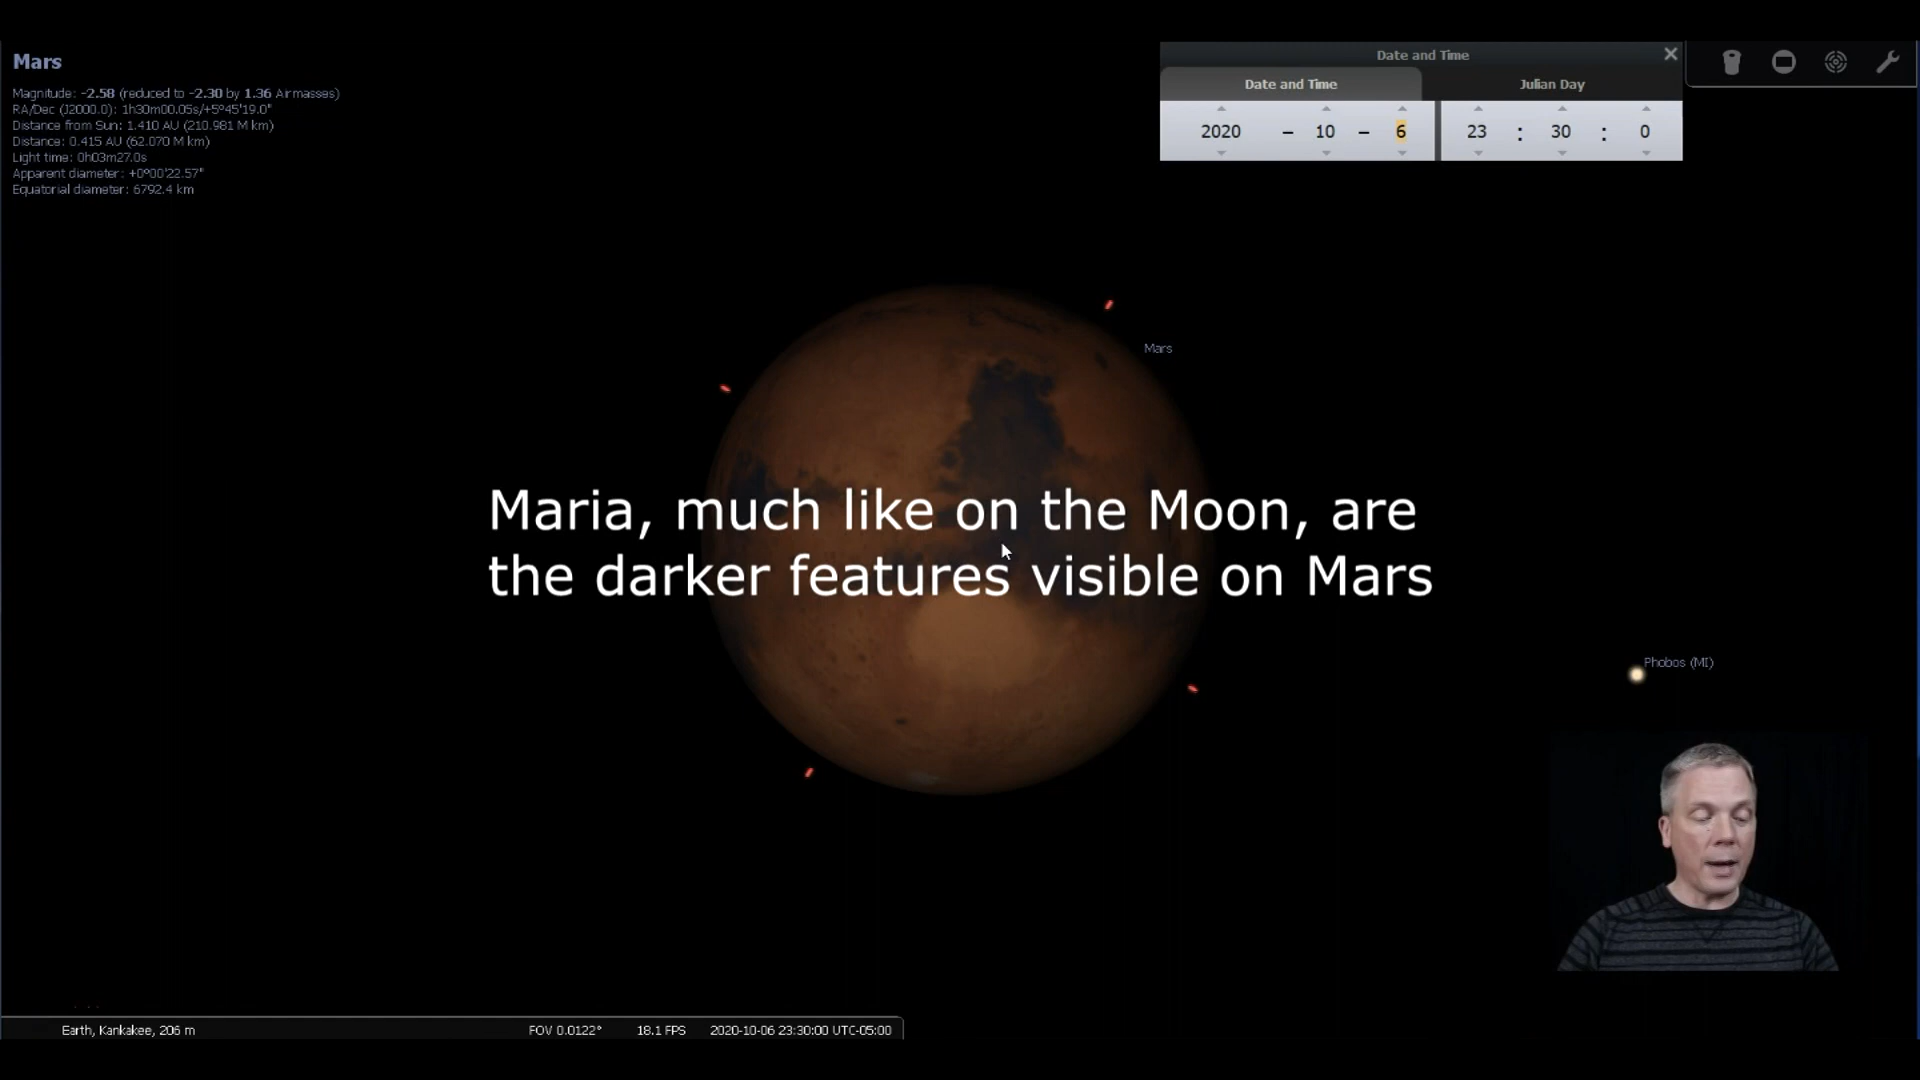 Mars
Magnitude: -2.58 (reduced to -2.30 by 1.36 Airmasses)
RA/Dec (J2000.0): 1h30m00.05s/+5°45'19.0"
Distance from Sun: 1.410 AU (210.981 M km)
Distance: 0.415 AU (62.070 M km)
Light time: 0h03m27.0s
Apparent diameter: +0°00'22.57"
Equatorial diameter: 6792.4 km
Date and Time
Date and Time Julian Day
2020 - 10 - 6 23 : 30 : 0
Mars
Maria, much like on the Moon, are
the darker features visible on Mars
Phobos (MI)
Earth, Kankakee, 206 m FOV 0.0122° 18.1 FPS 2020-10-06 23:30:00 UTC-05:00